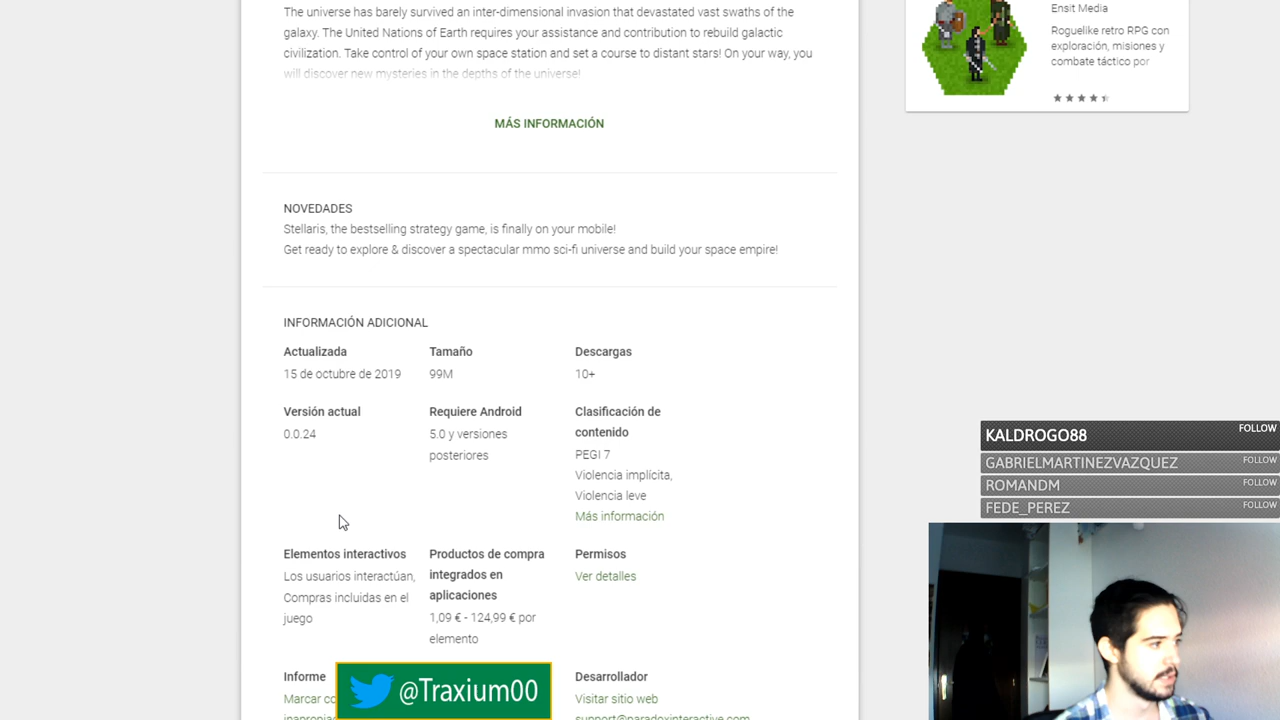 The universe has barely survived an inter-dimensional invasion that devastated vast swaths of the
galaxy. The United Nations of Earth requires your assistance and contribution to rebuild galactic
civilization. Take control of your own space station and set a course to distant stars! On your way, you
will discover new mysteries in the depths of the universe!
MÁS INFORMACIÓN
NOVEDADES
Stellaris, the bestselling strategy game, is finally on your mobile!
Get ready to explore & discover a spectacular mmo sci-fi universe and build your space empire!
INFORMACIÓN ADICIONAL
Actualizada
15 de octubre de 2019
Tamaño
99M
Descargas
10+
Versión actual
0.0.24
Requiere Android
5.0 y versiones
posteriores
Clasificación de
contenido
PEGI 7
Violencia implícita,
Violencia leve
Más información
Elementos interactivos
Los usuarios interactúan,
Compras incluidas en el
juego
Productos de compra
integrados en
aplicaciones
1,09 € - 124,99 € por
elemento
Permisos
Ver detalles
Informe
Marcar
@Traxium00
Desarrollador
Visitar sitio web
support@paradoxinteractive.com
Ensit Media
Roguelike retro RPG con
exploración, misiones y
combate táctico por
KALDROGO88 FOLLOW
GABRIELMARTINEZVAZQUEZ FOLLOW
ROMANDM FOLLOW
FEDE_PEREZ FOLLOW